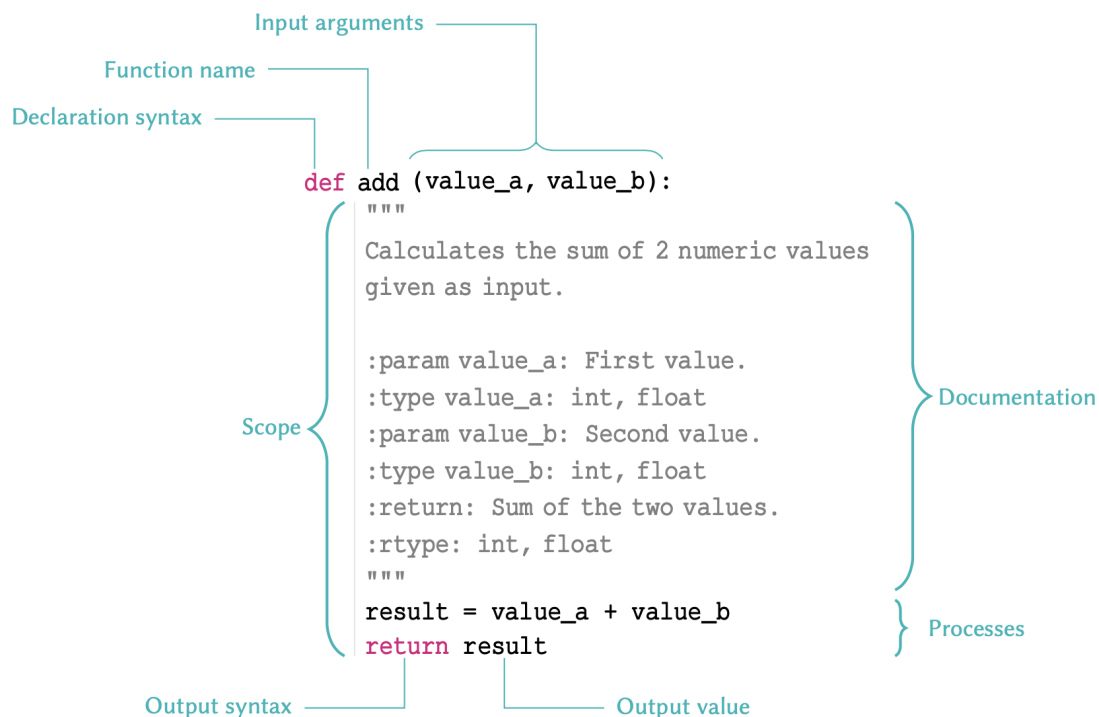 Input arguments
Function name
Declaration syntax
def add (value_a, value_b):
"""
Calculates the sum of 2 numeric values
given as input.
:param value_a: First value.
:type value_a: int, float
Documentation
Scope
:param value_b: Second value.
:type value_b: int, float
:return: Sum of the two values.
:rtype: int, float
"""
result = value_a + value_b
Processes
return result
Output syntax
Output value